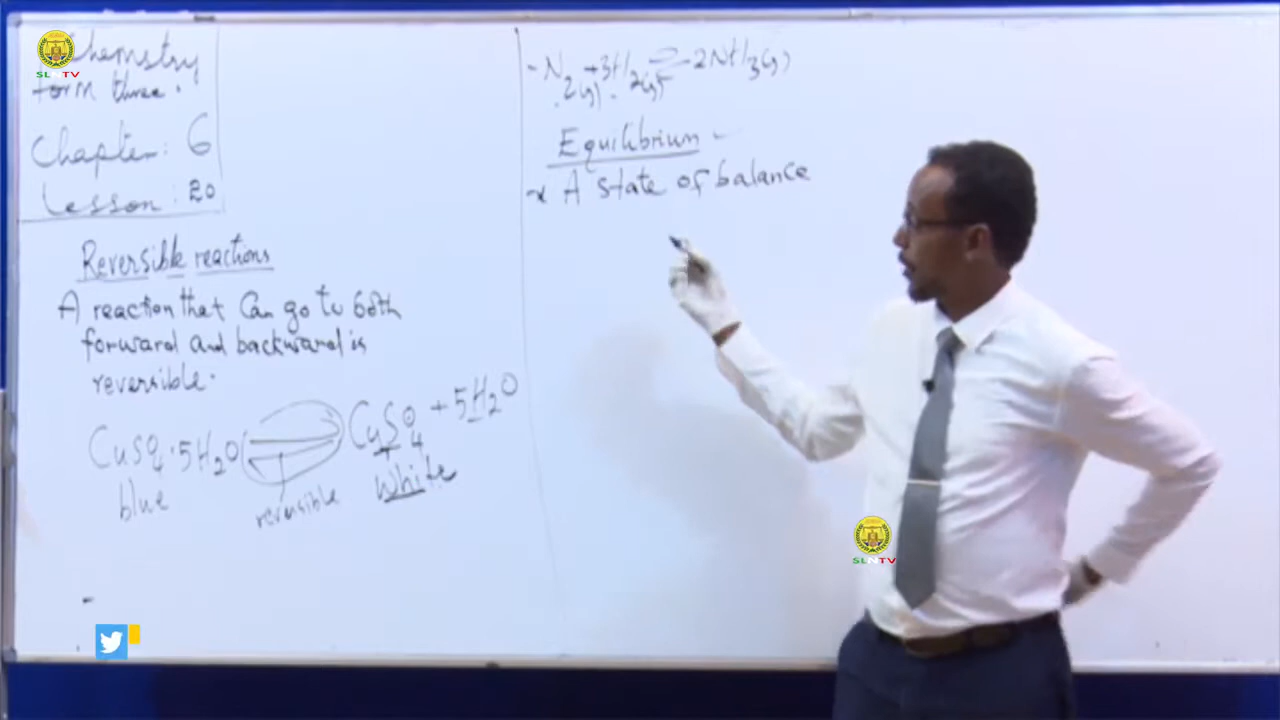 SLNTV
Chemstry
form three.
Chapter: 6
Lesson: 20
Reversible reactions
A reaction that Can go to both
forward and backward is
reversible.
CuSO4·5H2O ⇌ CuSO4 + 5H2O
blue
reversible
white
- N2(g) + 3H2(g) ⇌ 2NH3(g)
Equilibrium
A state of balance
SLNTV